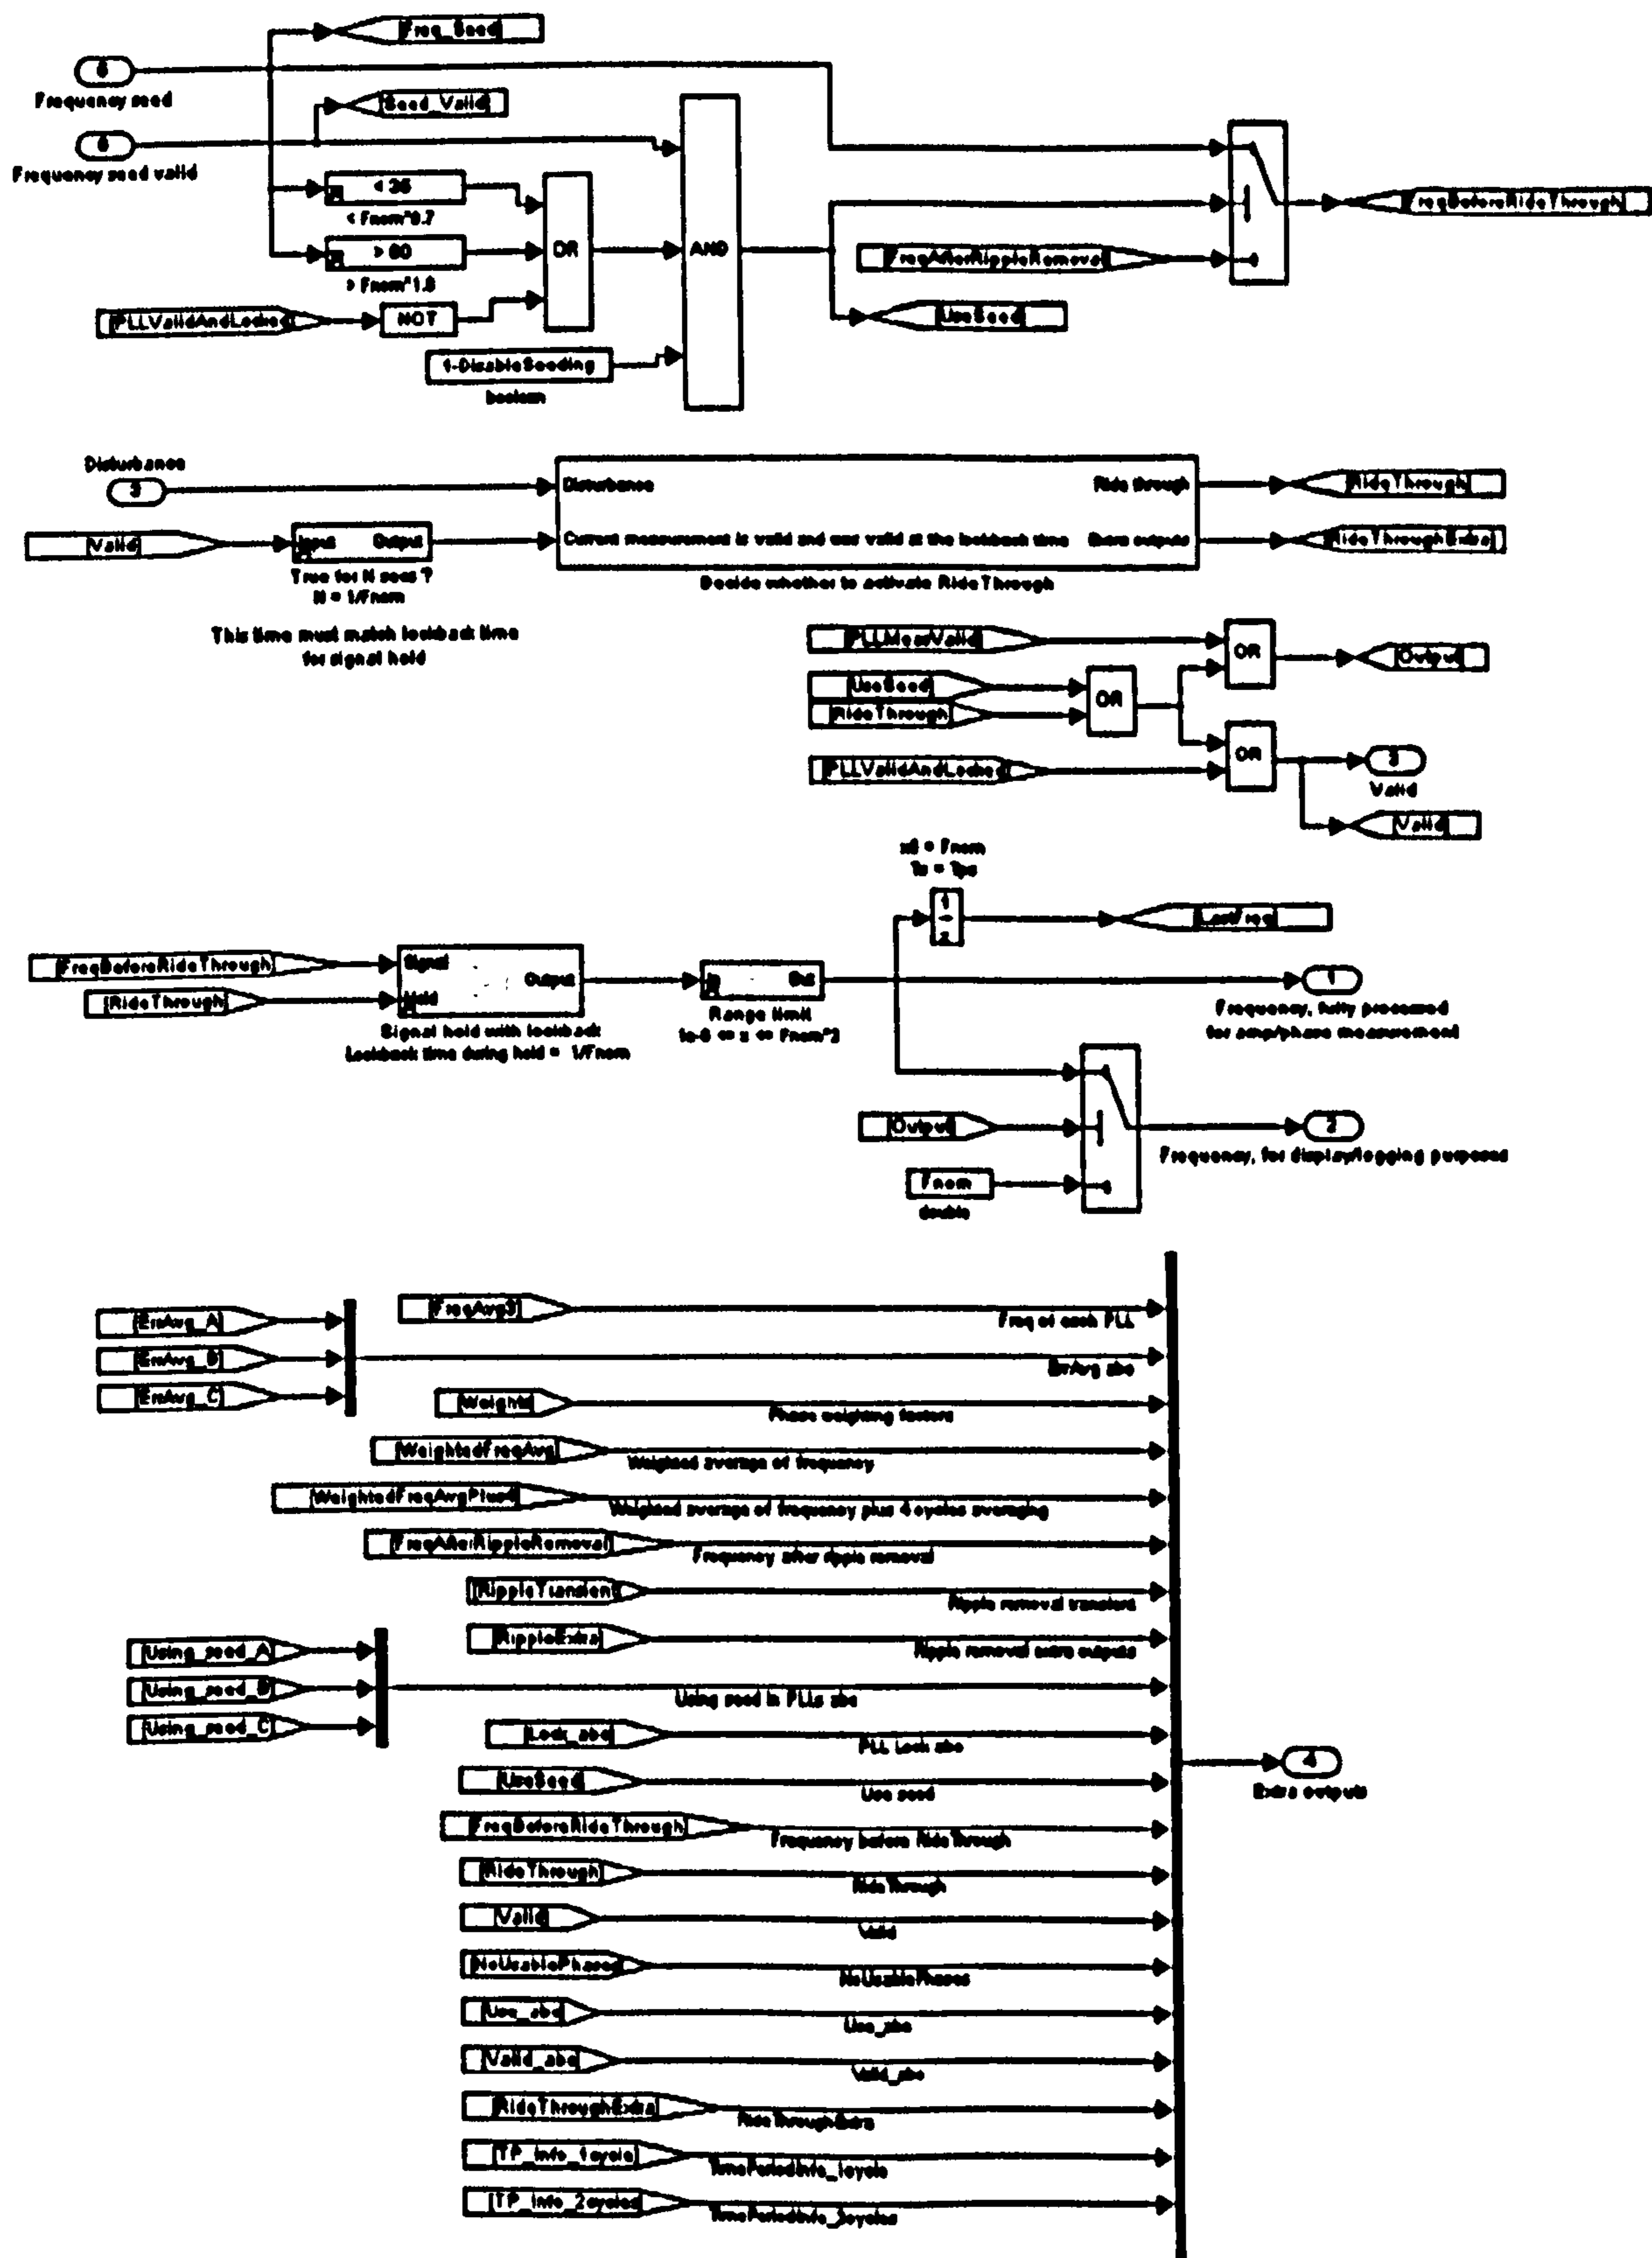 [Freq_Seed]
Frequency seed
[Seed_Valid]
6
Frequency seed valid
< 35
< Fnom*0.7
> 80
OR
AND
[FreqBeforeRideThrough]
[FreqAfterRippleRemoval]
[PLLValidAndLocked]
NOT
[UseSeed]
1-DisableSeeding
boolean
Disturbance
3
Disturbance
Ride through
[RideThrough]
[Valid]
Input
Output
Current measurement is valid and was valid at the lookback time
Extra outputs
[RideThroughExtra]
True for N secs ?
N = 1/Fnom
Decide whether to activate RideThrough
This time must match lookback time
for signal hold
[PLLMeasValid]
OR
[Output]
[UseSeed]
OR
[RideThrough]
[PLLValidAndLocked]
OR
3
Valid
[Valid]
x0 = Fnom
Ts = Tps
1
z
[LastFreq]
[FreqBeforeRideThrough]
Signal
Output
[RideThrough]
Hold
In
Out
1
Signal hold with lookback
Lookback time during hold = 1/Fnom
Range limit
1e-6 <= x <= Fnom*2
Frequency, fully processed
for amp/phase measurement
[Output]
2
Frequency, for display/logging purposes
Fnom
double
[FreqAvg3]
Freq of each PLL
[ErrAvg_A]
[ErrAvg_B]
ErrAvg abc
[ErrAvg_C]
[Weights]
Phase weighting factors
[WeightedFreqAvg]
Weighted average of frequency
[WeightedFreqAvgPlus4]
Weighted average of frequency plus 4 cycles averaging
[FreqAfterRippleRemoval]
Frequency after ripple removal
[RippleTransient]
Ripple removal transient
[RippleExtra]
Ripple removal extra outputs
[Using_seed_A]
[Using_seed_B]
Using seed in PLLs abc
[Using_seed_C]
[Lock_abc]
PLL Lock abc
[UseSeed]
Use seed
4
Extra outputs
[FreqBeforeRideThrough]
Frequency before RideThrough
[RideThrough]
RideThrough
[Valid]
Valid
[NoUsablePhases]
NoUsablePhases
[Use_abc]
Use_abc
[Valid_abc]
Valid_abc
[RideThroughExtra]
RideThroughExtra
[TP_Info_1cycle]
TimePeriodInfo_1cycle
[TP_Info_2cycles]